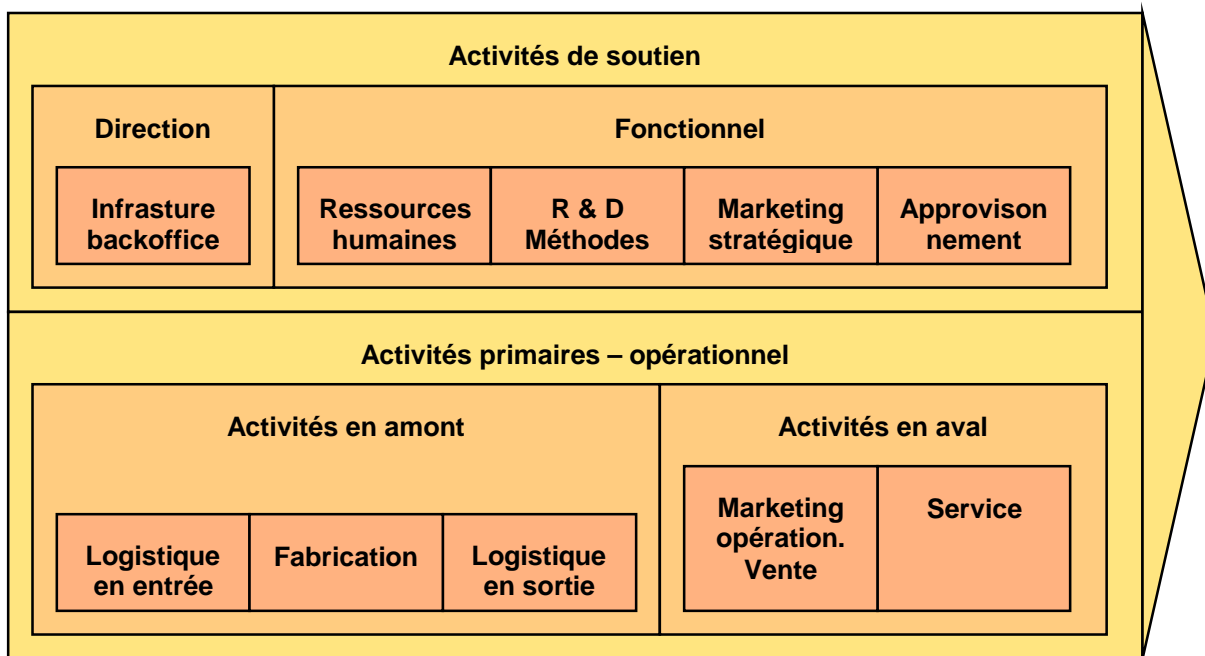 Activités de soutien
Direction
Fonctionnel
Infrasture
backoffice
Ressources
humaines
R & D
Méthodes
Marketing
stratégique
Approvison
nement
Activités primaires – opérationnel
Activités en amont
Activités en aval
Logistique
en entrée
Fabrication
Logistique
en sortie
Marketing
opération.
Vente
Service